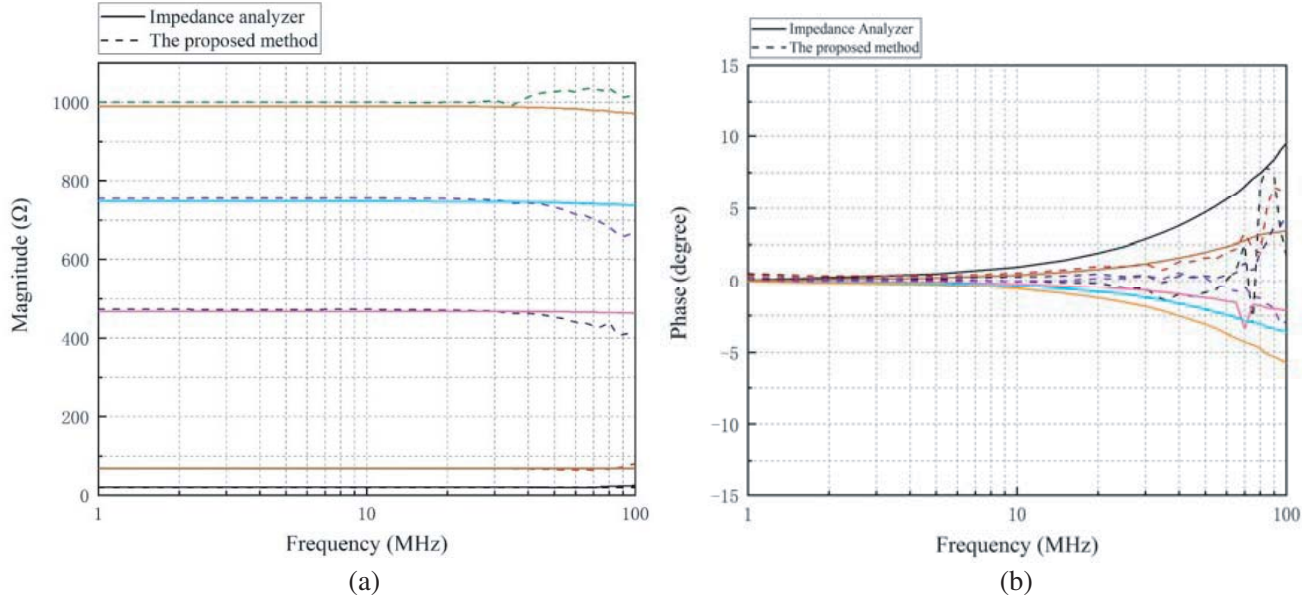 Impedance analyzer
The proposed method
1000
800
600
400
200
0
1
10
100
Magnitude (Ω)
Frequency (MHz)
(a)
Impedance Analyzer
The proposed method
15
10
5
0
−5
−10
−15
1
10
100
Phase (degree)
Frequency (MHz)
(b)